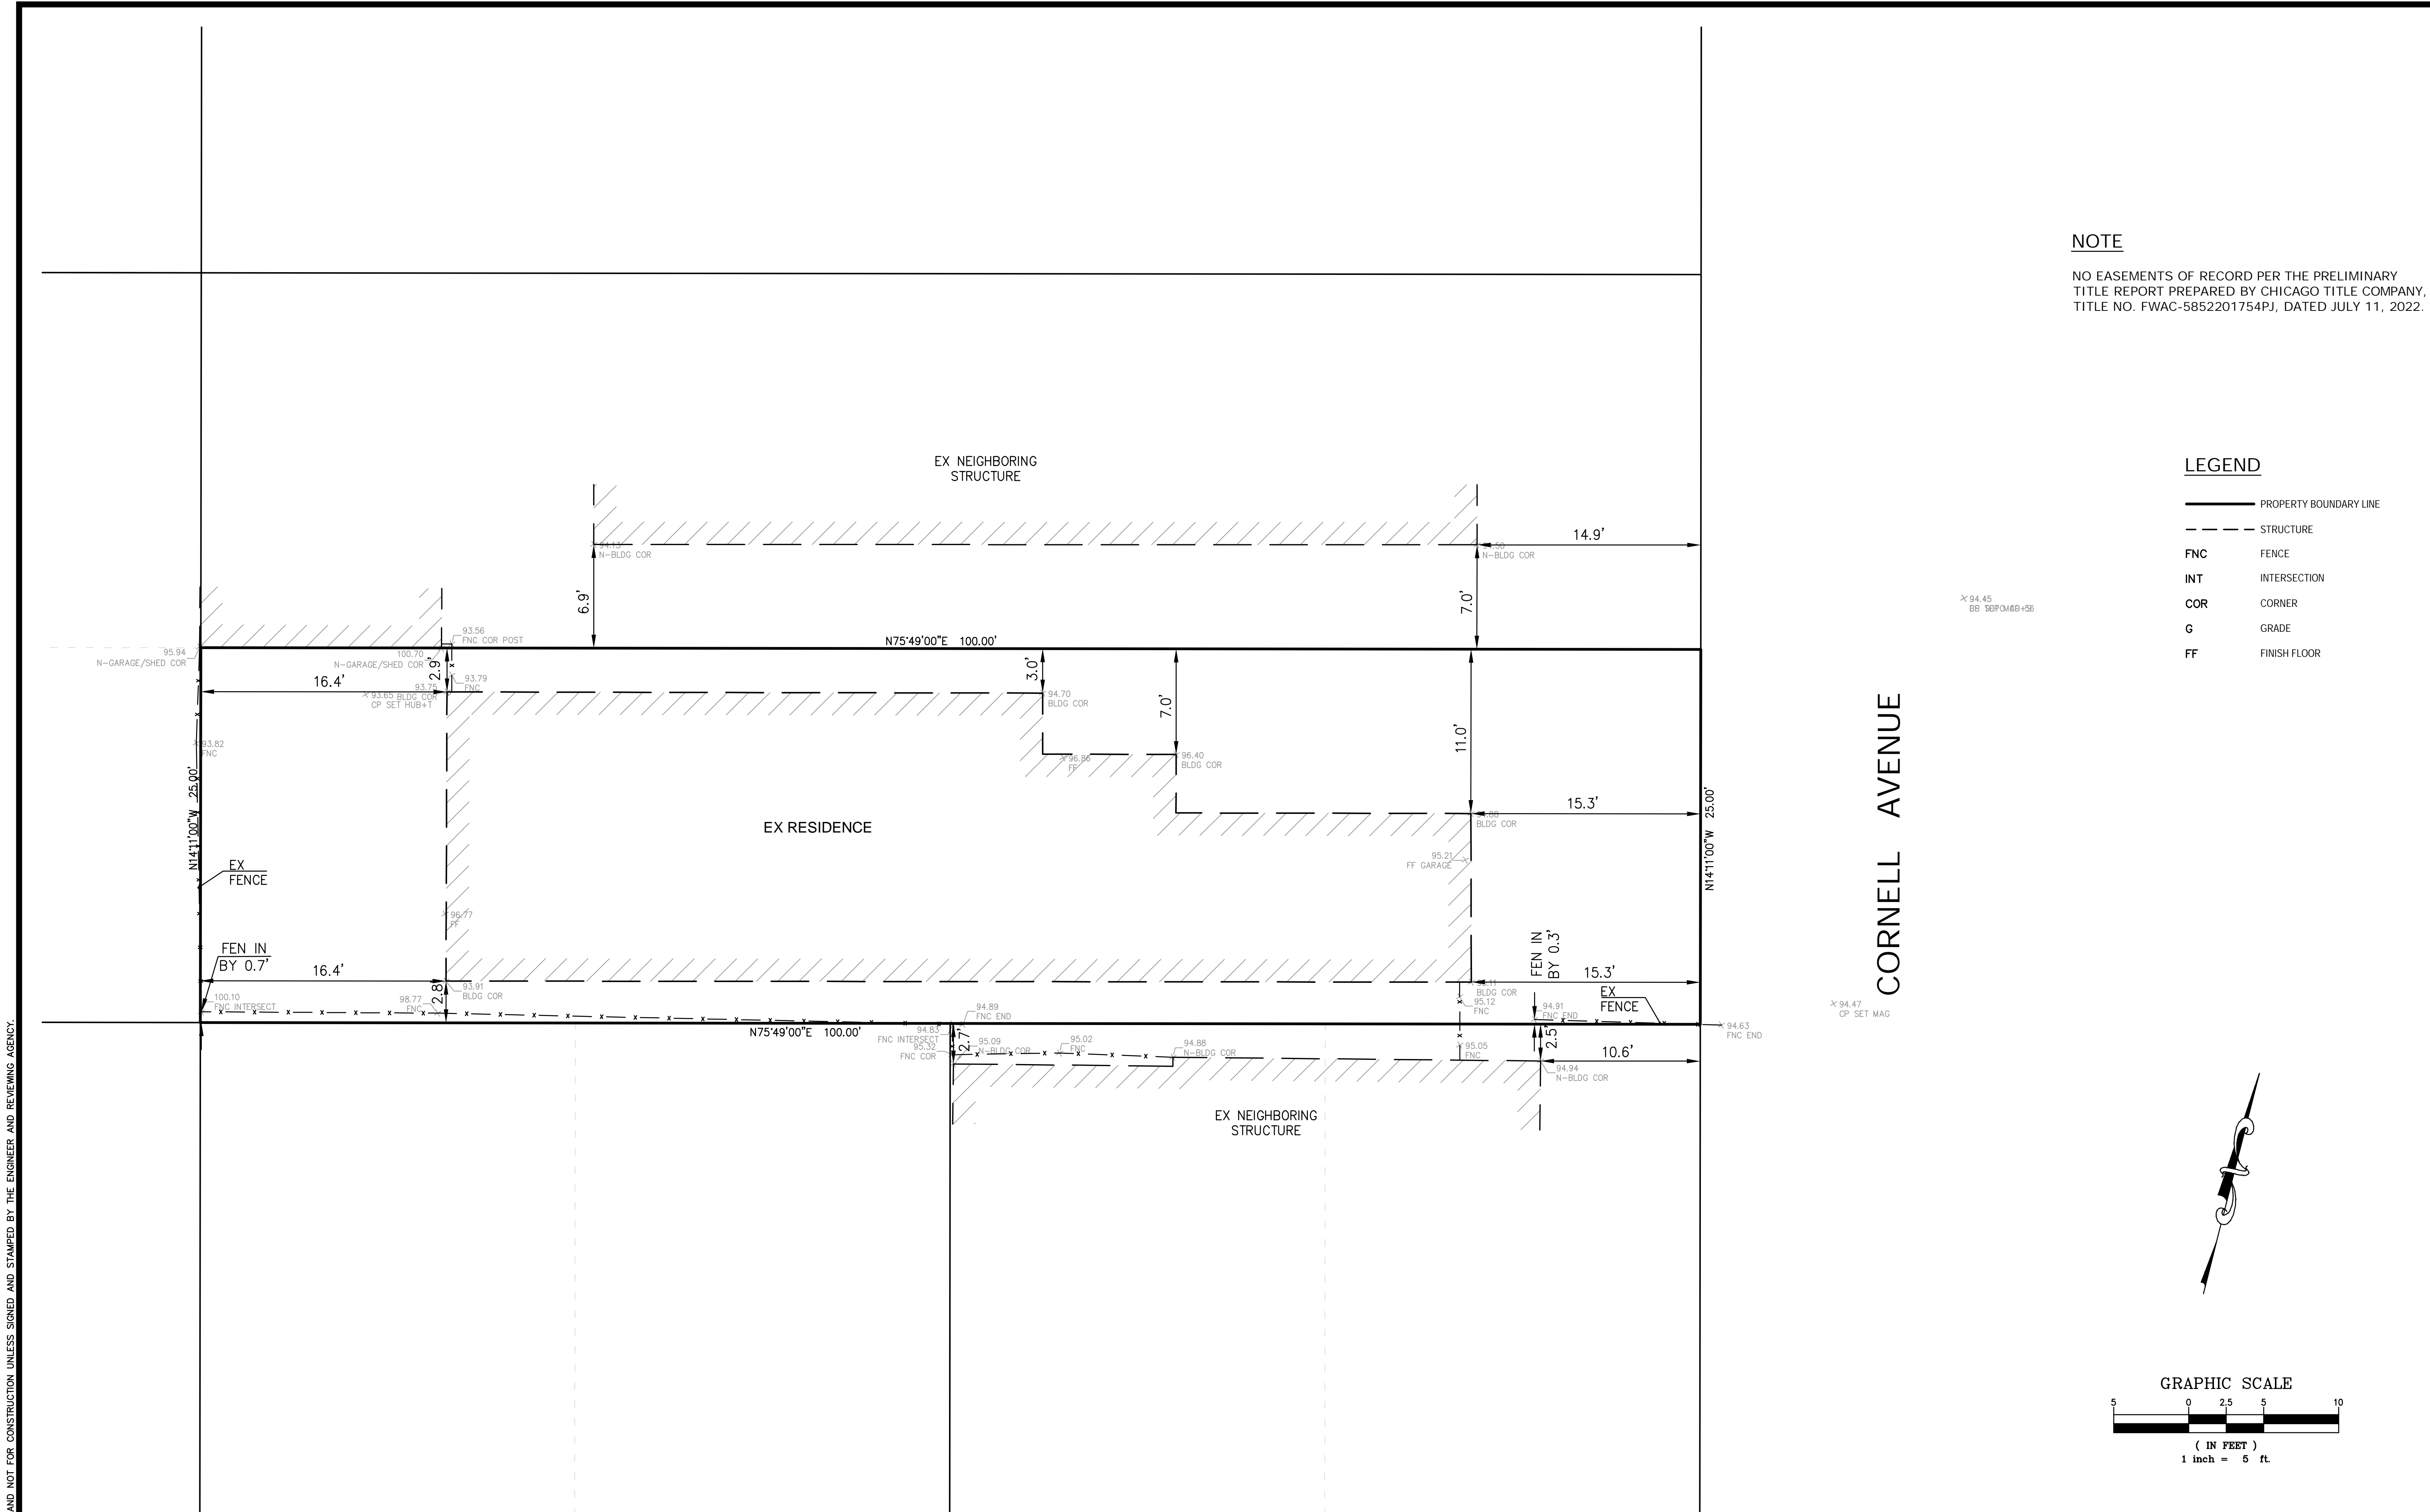 NOTE
NO EASEMENTS OF RECORD PER THE PRELIMINARY
TITLE REPORT PREPARED BY CHICAGO TITLE COMPANY,
TITLE NO. FWAC-5852201754PJ, DATED JULY 11, 2022.
LEGEND
PROPERTY BOUNDARY LINE
STRUCTURE
FNC FENCE
INT INTERSECTION
COR CORNER
G GRADE
FF FINISH FLOOR
EX NEIGHBORING
STRUCTURE
14.9'
94.13
N-BLDG COR
N-BLDG COR
6.9'
7.0'
94.45
93.56
FNC COR POST
N75°49'00"E 100.00'
95.94
N-GARAGE/SHED COR
100.70
N-GARAGE/SHED COR
2.9'
3.0'
16.4'
93.79
FNC
93.75
BLDG COR
93.65
CP SET HUB+T
94.70
BLDG COR
7.0'
11.0'
93.82
FNC
96.86
FF
96.40
BLDG COR
N14°11'00"W 25.00'
15.3'
BLDG COR
EX RESIDENCE
95.21
FF GARAGE
N14°11'00"W 25.00'
CORNELL AVENUE
EX
FENCE
96.77
FF
FEN IN
BY 0.7'
16.4'
FEN IN
BY 0.3'
15.3'
100.10
FNC INTERSECT
98.77
FNC
2.8'
93.91
BLDG COR
BLDG COR
95.12
FNC
EX
FENCE
94.89
FNC END
94.91
FNC END
94.47
CP SET MAG
N75°49'00"E 100.00'
94.83
FNC INTERSECT
94.63
FNC END
95.32
FNC COR
2.7'
95.09
N-BLDG COR
95.02
FNC
94.88
N-BLDG COR
95.05
FNC
2.5'
10.6'
94.94
N-BLDG COR
EX NEIGHBORING
STRUCTURE
AND NOT FOR CONSTRUCTION UNLESS SIGNED AND STAMPED BY THE ENGINEER AND REVIEWING AGENCY.
GRAPHIC SCALE
5 0 2.5 5 10
( IN FEET )
1 inch = 5 ft.